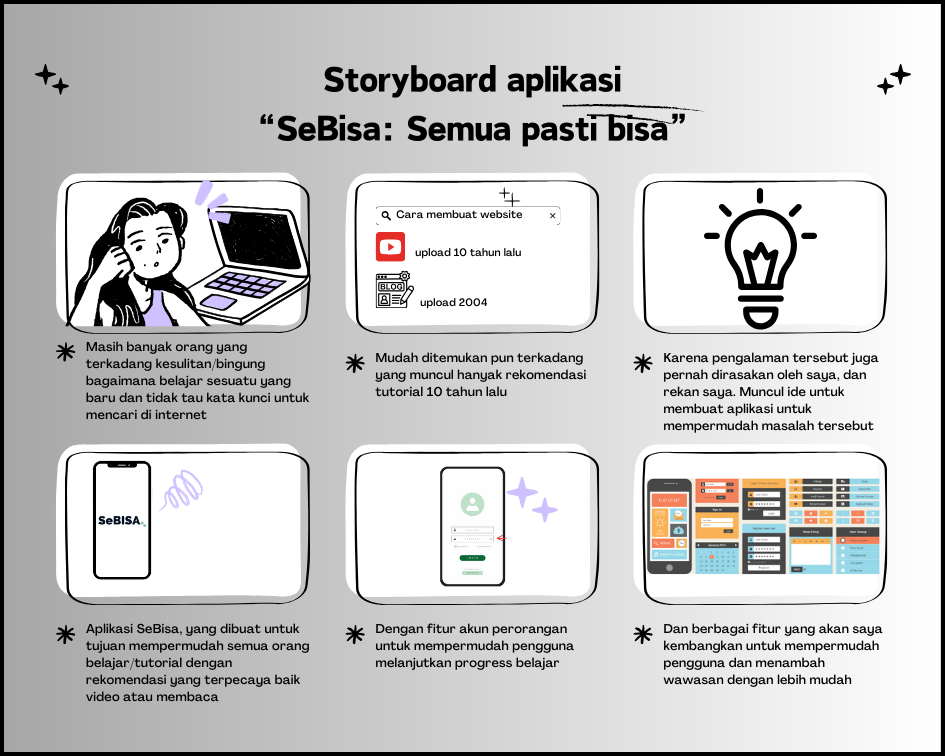 Storyboard aplikasi
“SeBisa: Semua pasti bisa”
Cara membuat website
upload 10 tahun lalu
BLOG
upload 2004
Masih banyak orang yang
terkadang kesulitan/bingung
bagaimana belajar sesuatu yang
baru dan tidak tau kata kunci untuk
mencari di internet
Mudah ditemukan pun terkadang
yang muncul hanyak rekomendasi
tutorial 10 tahun lalu
Karena pengalaman tersebut juga
pernah dirasakan oleh saya, dan
rekan saya. Muncul ide untuk
membuat aplikasi untuk
mempermudah masalah tersebut
SeBISA
Aplikasi SeBisa, yang dibuat untuk
tujuan mempermudah semua orang
belajar/tutorial dengan
rekomendasi yang terpecaya baik
video atau membaca
Dengan fitur akun perorangan
untuk mempermudah pengguna
melanjutkan progress belajar
Dan berbagai fitur yang akan saya
kembangkan untuk mempermudah
pengguna dan menambah
wawasan dengan lebih mudah